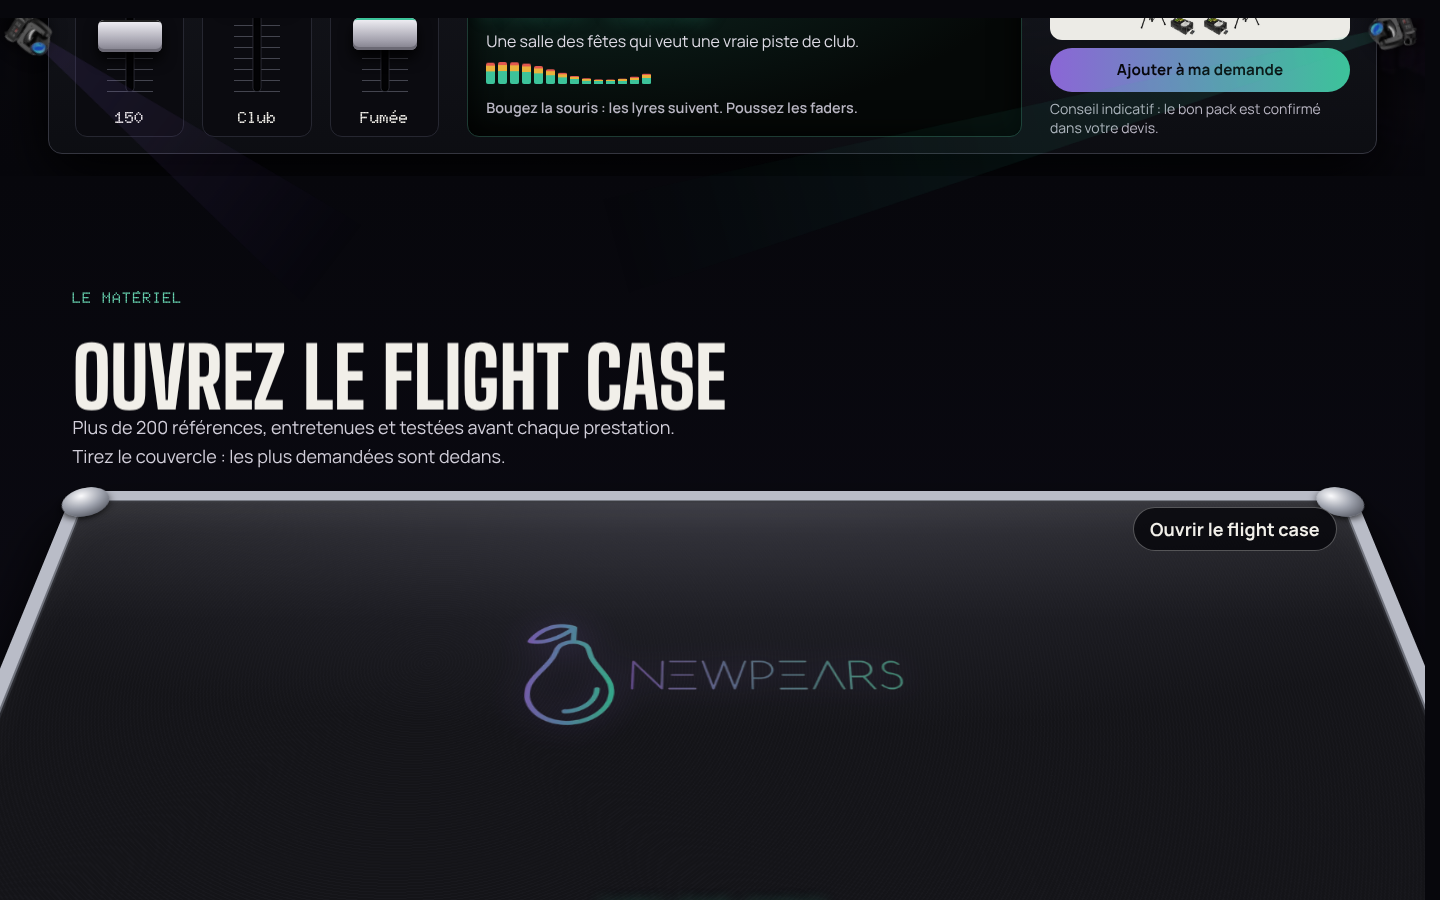 150
Club
Fumée
Une salle des fêtes qui veut une vraie piste de club.
Bougez la souris : les lyres suivent. Poussez les faders.
Ajouter à ma demande
Conseil indicatif : le bon pack est confirmé
dans votre devis.
LE MATÉRIEL
OUVREZ LE FLIGHT CASE
Plus de 200 références, entretenues et testées avant chaque prestation.
Tirez le couvercle : les plus demandées sont dedans.
Ouvrir le flight case
NEWPEARS